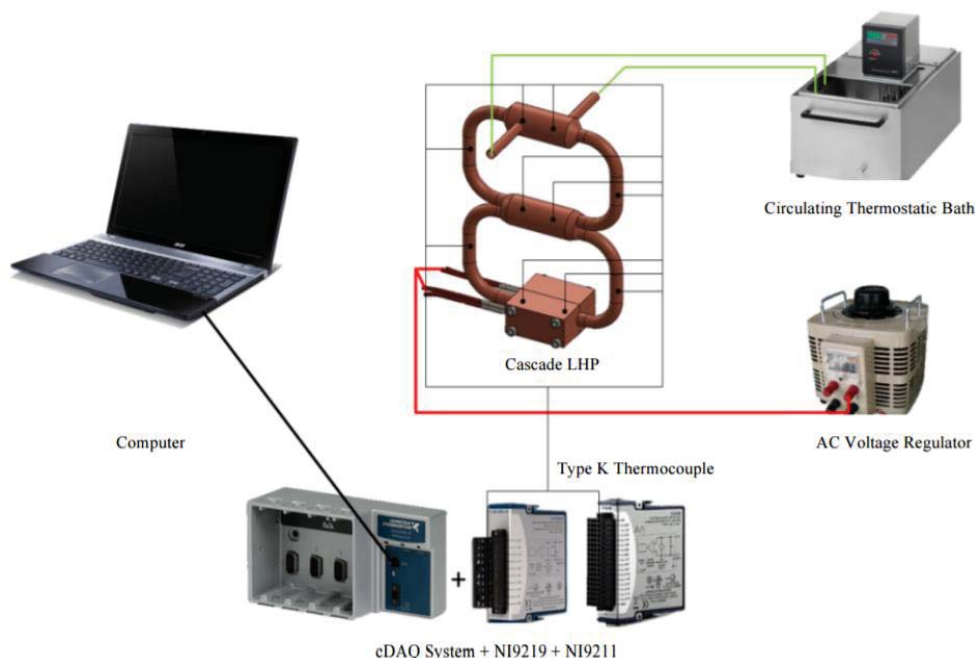 Circulating Thermostatic Bath
Cascade LHP
Computer
AC Voltage Regulator
Type K Thermocouple
+
cDAQ System + NI9219 + NI9211